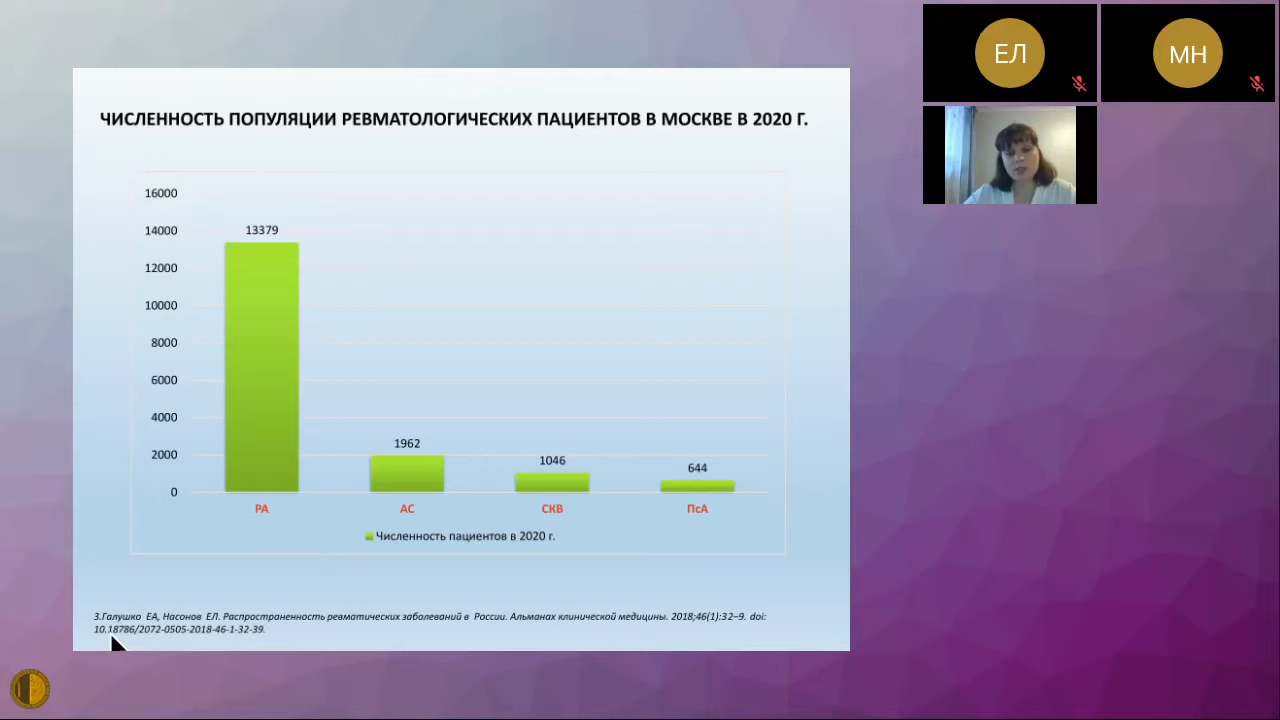 ЧИСЛЕННОСТЬ ПОПУЛЯЦИИ РЕВМАТОЛОГИЧЕСКИХ ПАЦИЕНТОВ В МОСКВЕ В 2020 Г.
16000
14000
12000
10000
8000
6000
4000
2000
0
13379
1962
1046
644
РА
АС
СКВ
ПсА
Численность пациентов в 2020 г.
3.Галушко ЕА, Насонов ЕЛ. Распространенность ревматических заболеваний в России. Альманах клинической медицины. 2018;46(1):32–9. doi:
10.18786/2072-0505-2018-46-1-32-39.
ЕЛ
МН